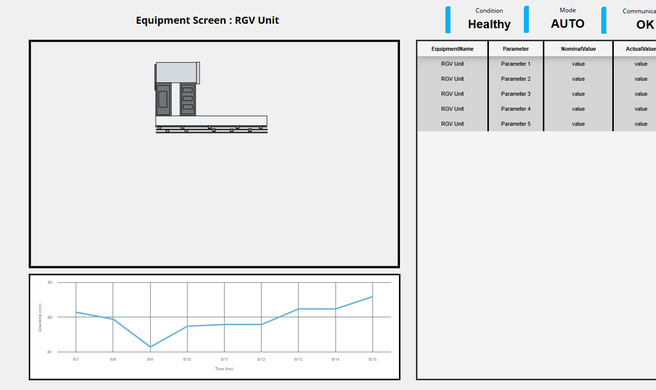 Equipment Screen : RGV Unit
Condition
Healthy
Mode
AUTO
Communica
OK
EquipmentName Parameter NominalValue ActualValue
RGV Unit Parameter 1 value value
RGV Unit Parameter 2 value value
RGV Unit Parameter 3 value value
RGV Unit Parameter 4 value value
RGV Unit Parameter 5 value value
8/7 8/8 8/9 8/10 8/11 8/12 8/13 8/14 8/15
Time (hrs)